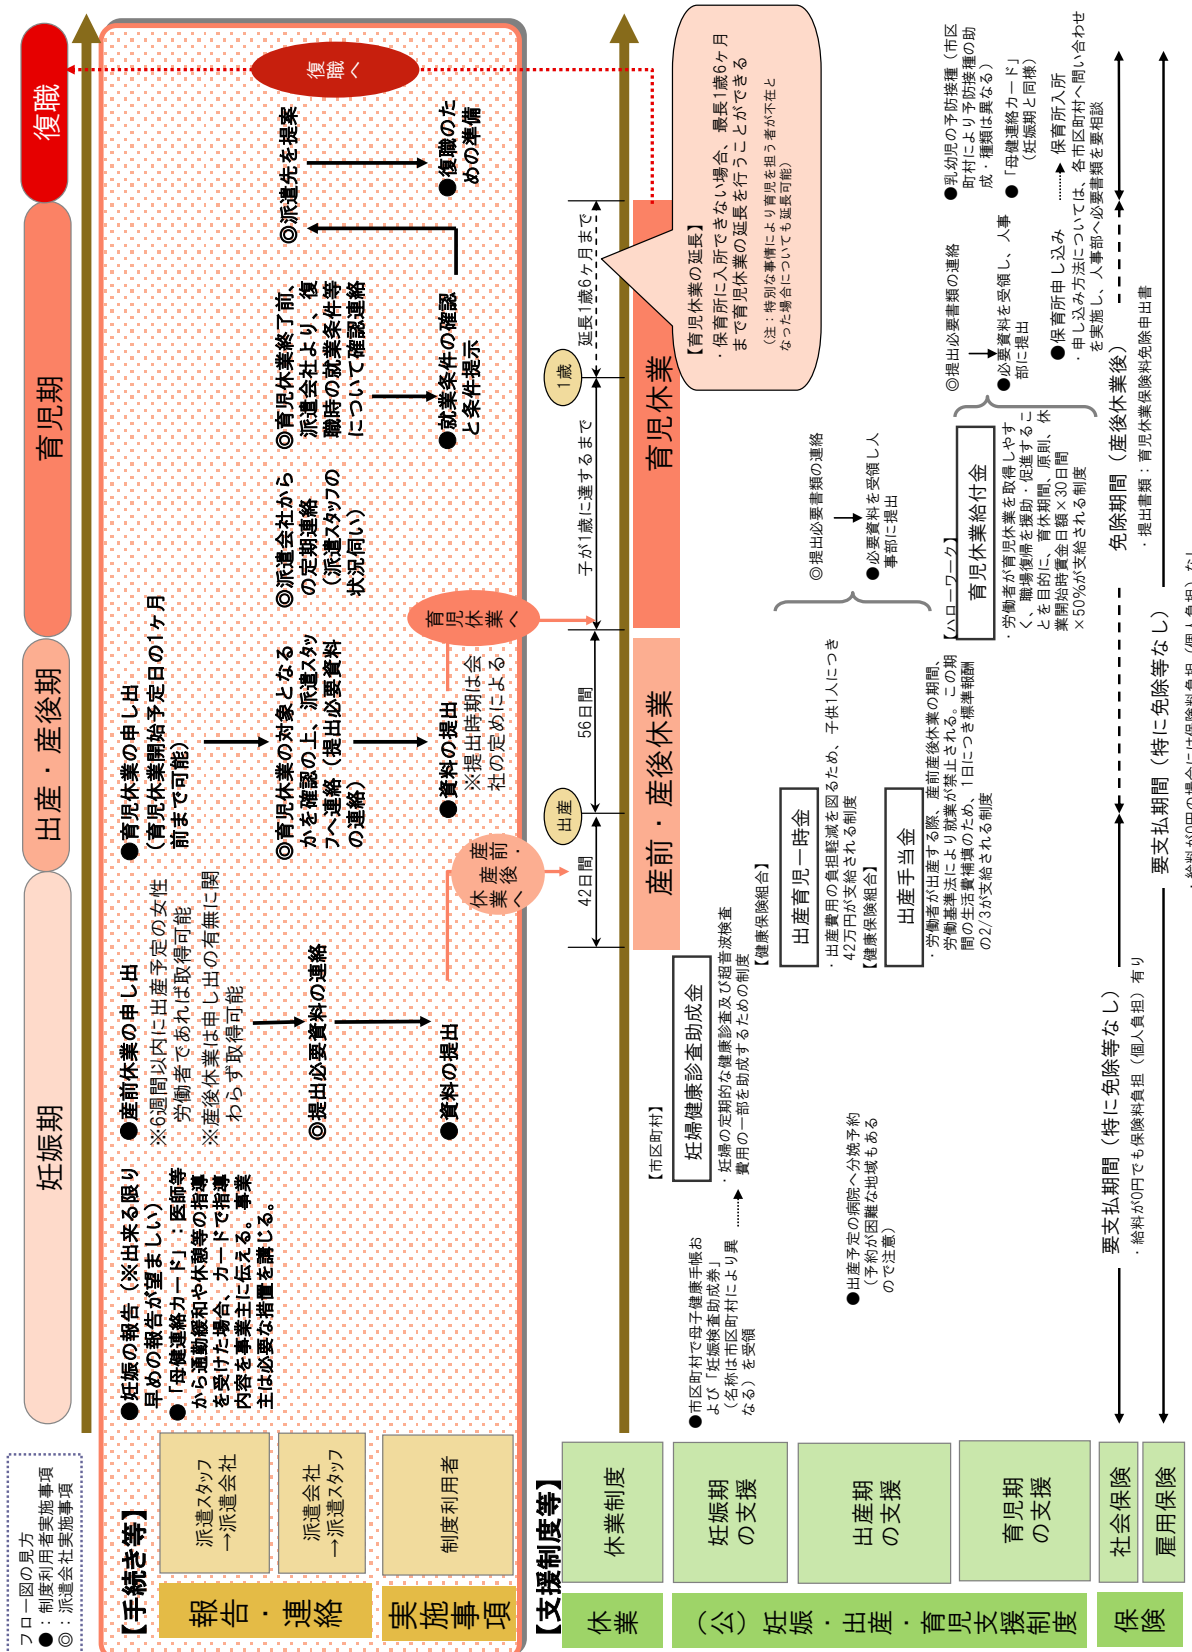 フロー図の見方
●：制度利用者実施事項
◎：派遣会社実施事項
妊娠期
出産・産後期
育児期
復職
【手続き等】
報告・連絡
派遣スタッフ
→派遣会社
派遣会社
→派遣スタッフ
実施事項
制度利用者
●妊娠の報告（※出来る限り
早めの報告が望ましい）
●「母健連絡カード」：医師等
から通勤緩和や休憩等の指導
を受けた場合、カードで指導
内容を事業主に伝える。事業
主は必要な措置を講じる。
●産前休業の申し出
※6週間以内に出産予定の女性
労働者であれば取得可能
※産後休業は申し出の有無に関
わらず取得可能
◎提出必要資料の連絡
●資料の提出
産前・
産後
休業へ
●育児休業の申し出
（育児休業開始予定日の1ヶ月
前まで可能）
◎育児休業の対象となる
かを確認の上、派遣スタッ
フへ連絡（提出必要資料
の連絡）
●資料の提出
※提出時期は会
社の定めによる
育児
休業
へ
◎派遣会社から
の定期連絡
（派遣スタッフの
状況伺い）
◎育児休業終了前、
派遣会社より、復
職時の就業条件等
について確認連絡
●就業条件の確認
と条件提示
◎派遣先を提案
●復職のた
めの準備
復職へ
【支援制度等】
休業
休業制度
42日間
出産
56日間
子が1歳に達するまで
1歳
延長1歳6ヶ月まで
産前・産後休業
育児休業
【育児休業の延長】
・保育所に入所できない場合、最長1歳6ヶ月
まで育児休業の延長を行うことができる
（注：特別な事情により育児を担う者が不在と
なった場合についても延長可能）
（公）妊娠・出産・育児支援制度
妊娠期
の支援
出産期
の支援
育児期
の支援
●市区町村で母子健康手帳お
よび「妊娠検査助成券」
（名称は市区町村により異
なる）を受領
【市区町村】
妊婦健康診査助成金
・妊婦の定期的な健康診査及び超音波検査
費用の一部を助成するための制度
●出産予定の病院へ分娩予約
（予約が困難な地域もある
ので注意）
【健康保険組合】
出産育児一時金
・出産費用の負担軽減を図るため、子供1人につき
42万円が支給される制度
【健康保険組合】
出産手当金
・労働者が出産する際、産前産後休業の期間、
労働基準法により就業が禁止される。この期
間の生活費補填のため、1日につき標準報酬
の2/3が支給される制度
◎提出必要書類の連絡
●必要資料を受領し人
事部に提出
【ハローワーク】
育児休業給付金
・労働者が育児休業を取得しやす
く、職場復帰を援助・促進するこ
とを目的に、育休期間、原則、休
業開始時賃金日額×30日間
×50％が支給される制度
◎提出必要書類の連絡
●必要資料を受領し、人事
部に提出
●乳幼児の予防接種（市区
町村により予防接種の助
成・種類は異なる）
●「母健連絡カード」
（妊娠期と同様）
●保育所申し込み
保育所入所
・申し込み方法については、各市区町村へ問い合わせ
を実施し、人事部へ必要書類を要相談
保険
社会保険
雇用保険
要支払期間（特に免除等なし）
・給料が0円でも保険料負担（個人負担）有り
免除期間（産後休業後）
・提出書類：育児休業保険料免除申出書
要支払期間（特に免除等なし）
・給料が0円の場合には保険料負担（個人負担）なし